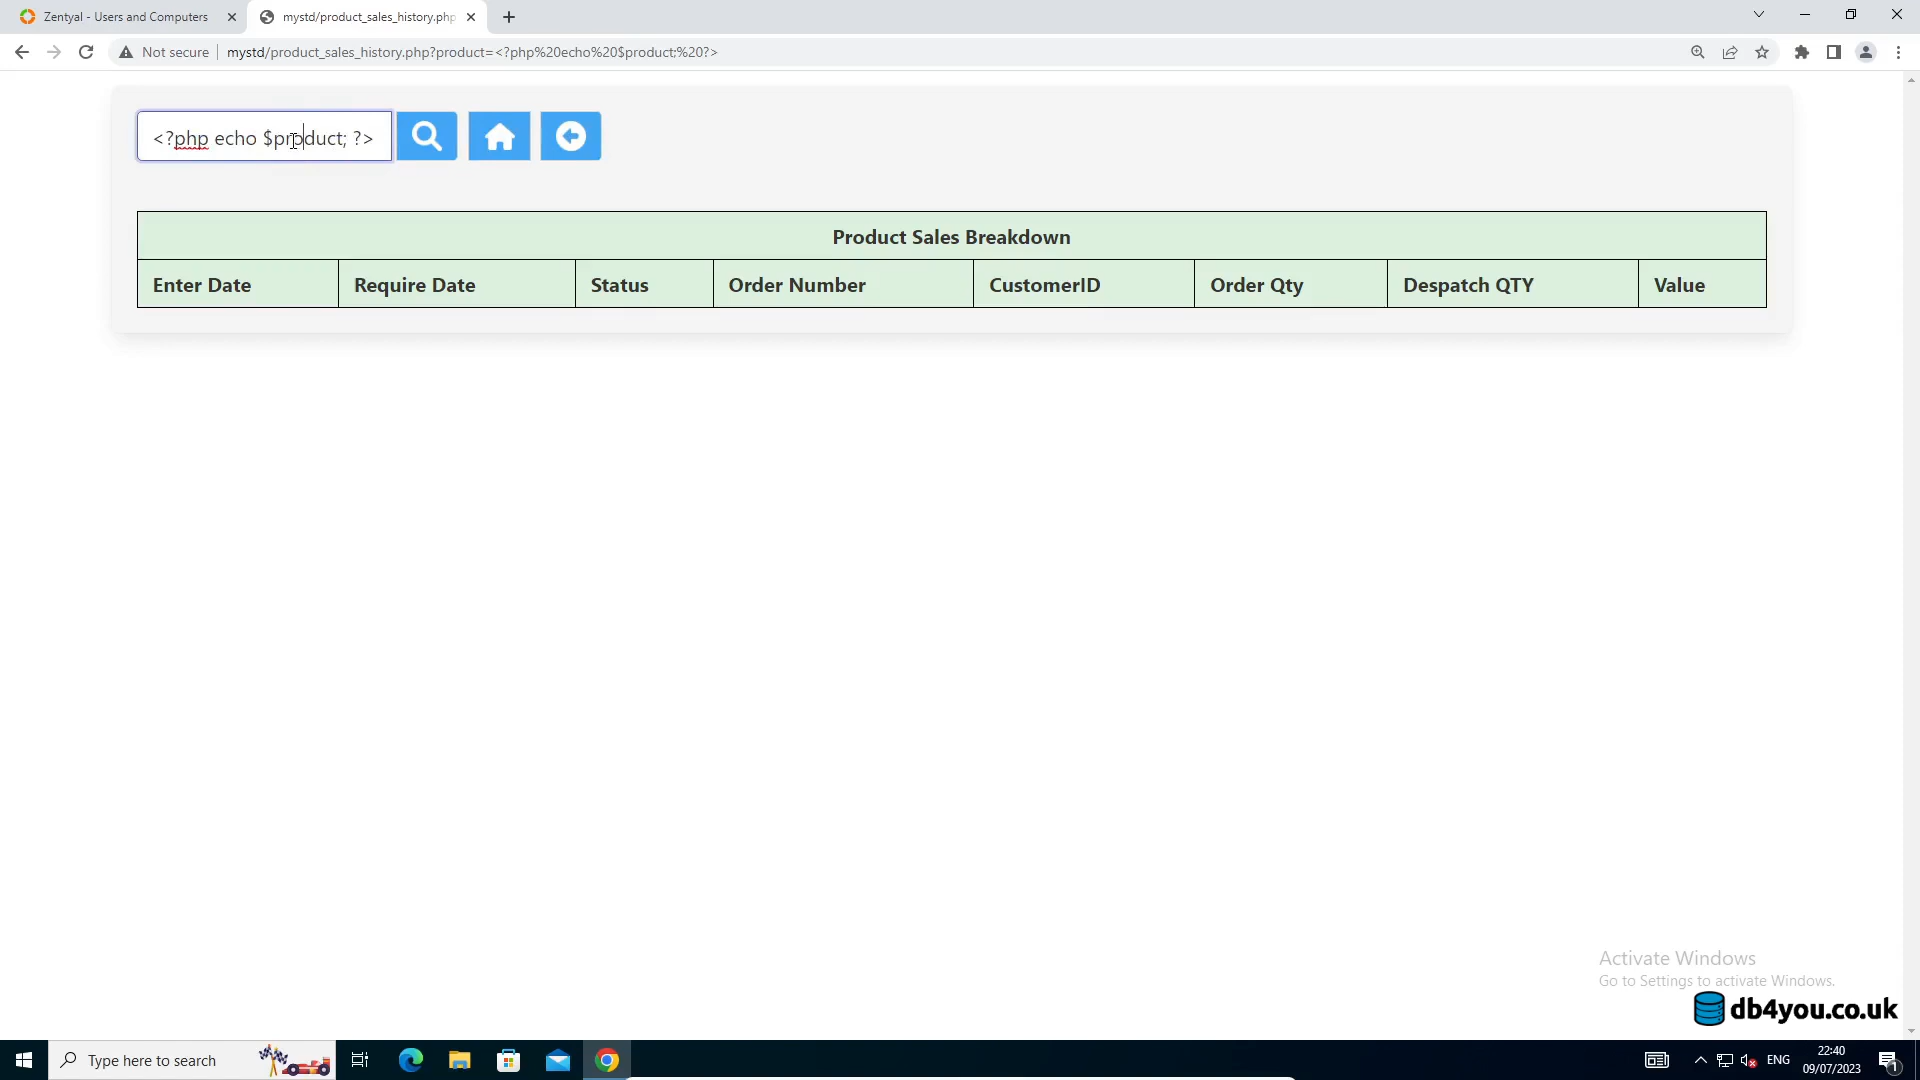 Zentyal - Users and Computers
mystd/product_sales_history.php
Not secure
mystd/product_sales_history.php?product=<?php%20echo%20$product;%20?>
<?php echo $product; ?>
Product Sales Breakdown
Enter Date
Require Date
Status
Order Number
CustomerID
Order Qty
Despatch QTY
Value
Activate Windows
Go to Settings to activate Windows.
db4you.co.uk
Type here to search
ENG
22:40
09/07/2023
1